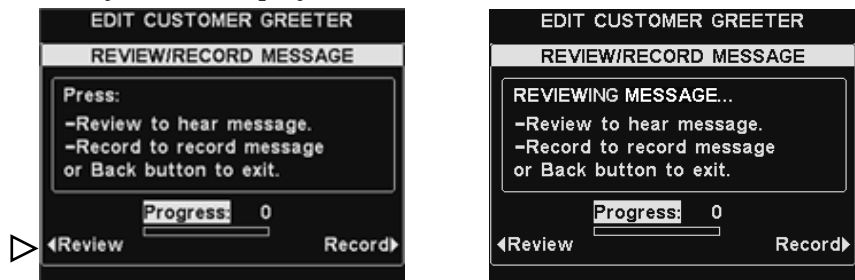 EDIT CUSTOMER GREETER
REVIEW/RECORD MESSAGE
Press:
-Review to hear message.
-Record to record message
or Back button to exit.
Progress: 0
Review Record
EDIT CUSTOMER GREETER
REVIEW/RECORD MESSAGE
REVIEWING MESSAGE...
-Review to hear message.
-Record to record message
or Back button to exit.
Progress: 0
Review Record